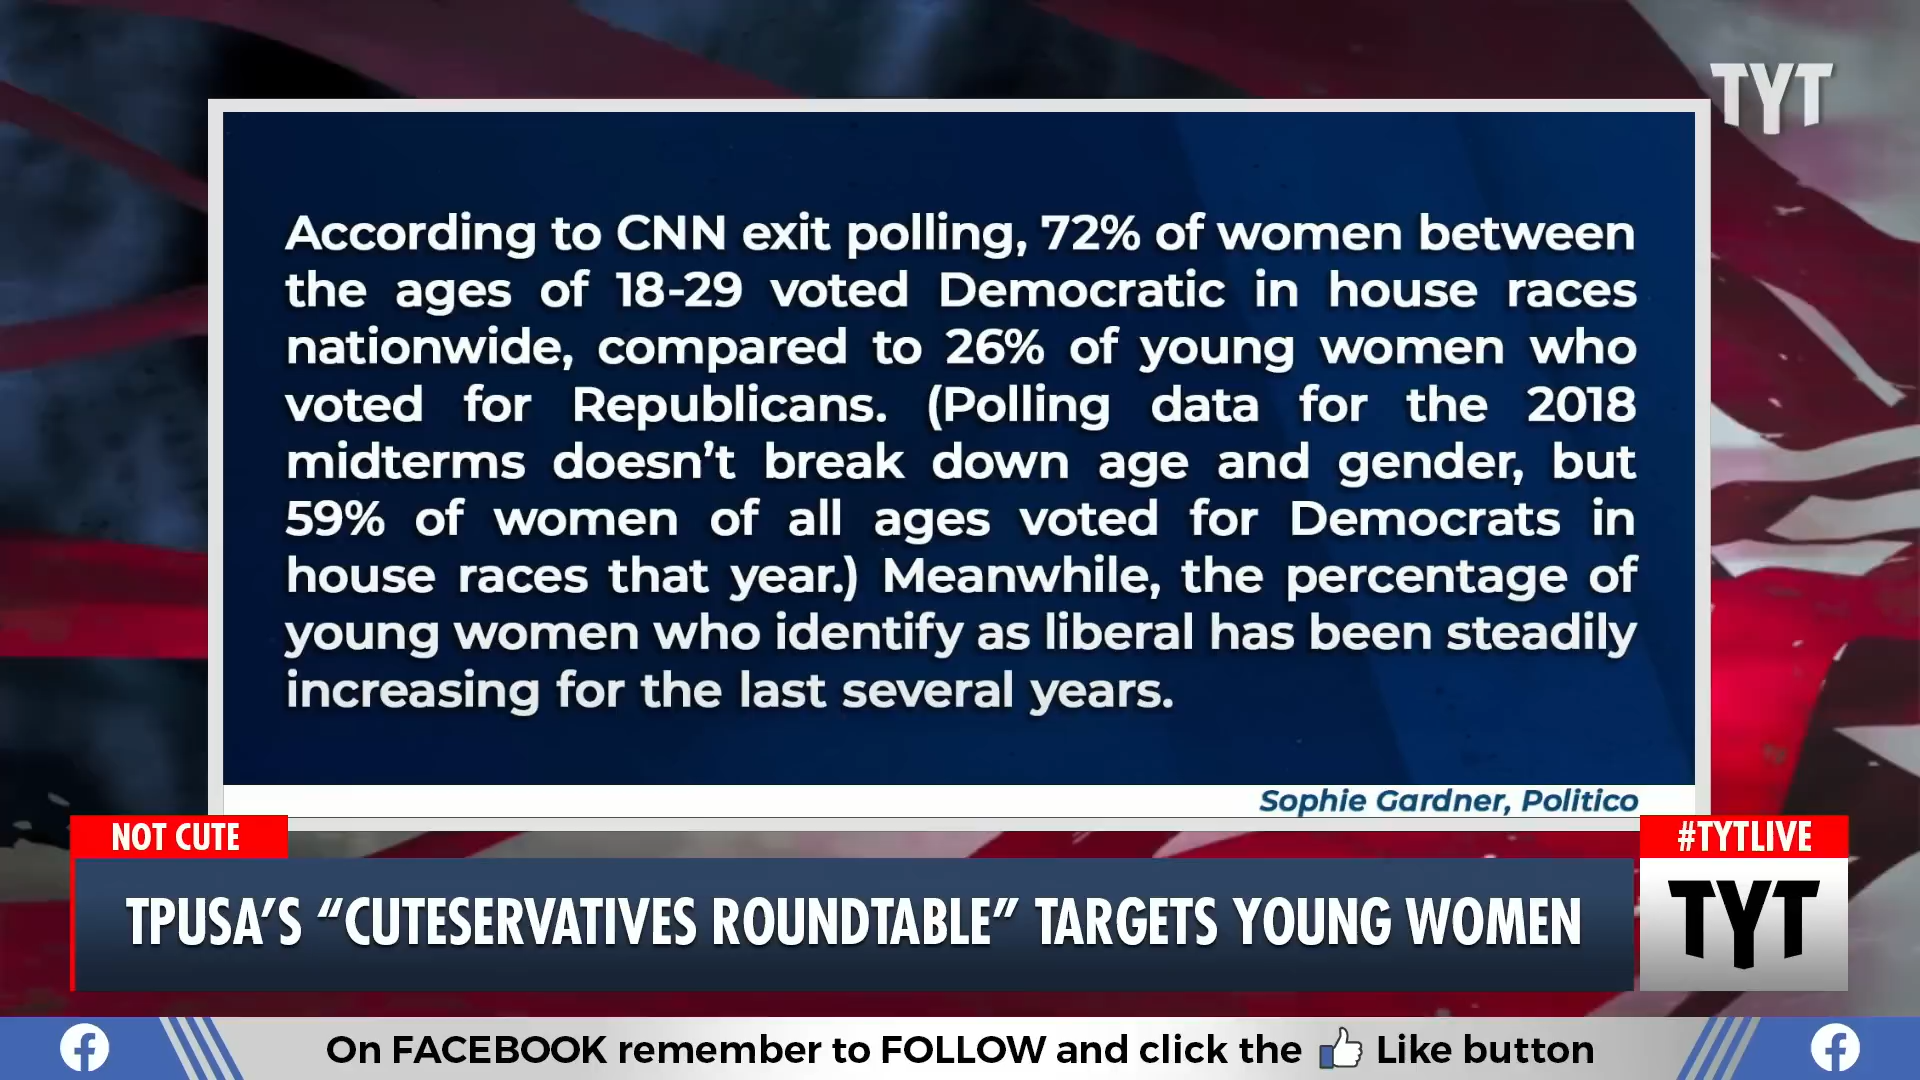 TYT
According to CNN exit polling, 72% of women between
the ages of 18-29 voted Democratic in house races
nationwide, compared to 26% of young women who
voted for Republicans. (Polling data for the 2018
midterms doesn’t break down age and gender, but
59% of women of all ages voted for Democrats in
house races that year.) Meanwhile, the percentage of
young women who identify as liberal has been steadily
increasing for the last several years.
Sophie Gardner, Politico
NOT CUTE
#TYTLIVE
TPUSA’S “CUTESERVATIVES ROUNDTABLE” TARGETS YOUNG WOMEN
TYT
On FACEBOOK remember to FOLLOW and click the Like button